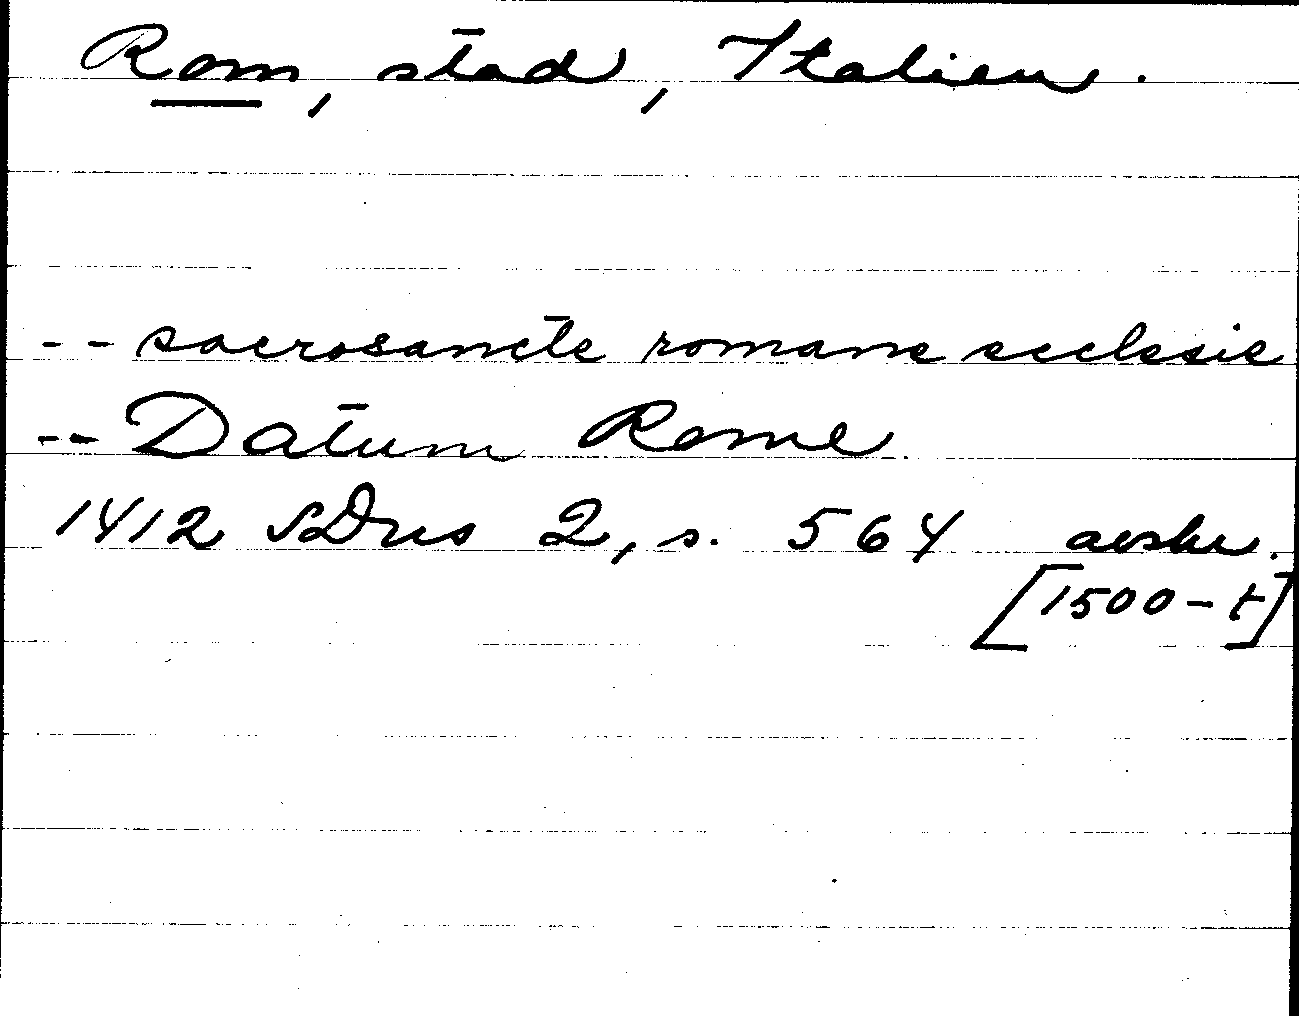 Rom, stad, Italien.
-- sacrosancte romane ecclesie
-- Datum Rome
1412 SDns 2, s. 564 avskr.
[1500-t]